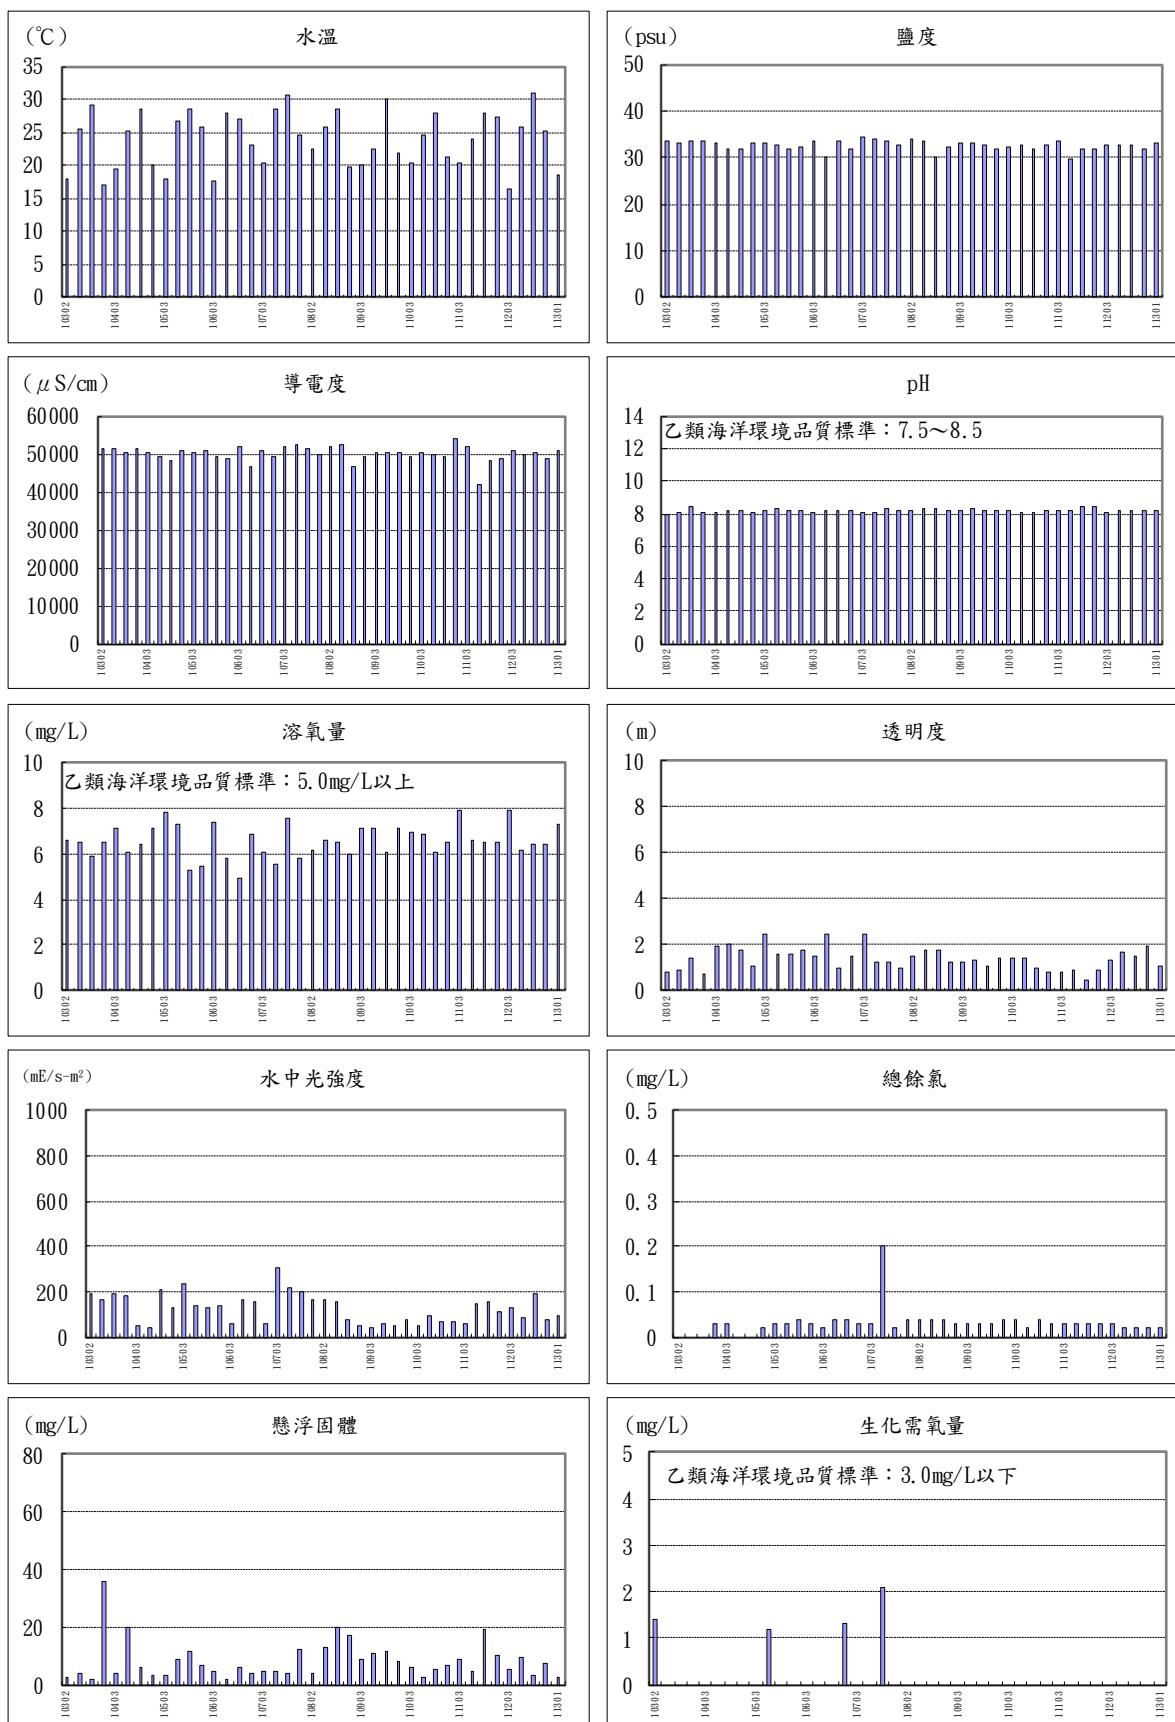 (℃) 水溫
35
30
25
20
15
10
5
0
10302 10403 10503 10603 10703 10802 10903 11003 11103 11203 11301
(psu) 鹽度
50
40
30
20
10
0
10302 10403 10503 10603 10703 10802 10903 11003 11103 11203 11301
(μS/cm) 導電度
60000
50000
40000
30000
20000
10000
0
10302 10403 10503 10603 10703 10802 10903 11003 11103 11203 11301
pH
乙類海洋環境品質標準：7.5～8.5
14
12
10
8
6
4
2
0
10302 10403 10503 10603 10703 10802 10903 11003 11103 11203 11301
(mg/L) 溶氧量
乙類海洋環境品質標準：5.0mg/L以上
10
8
6
4
2
0
10302 10403 10503 10603 10703 10802 10903 11003 11103 11203 11301
(m) 透明度
10
8
6
4
2
0
10302 10403 10503 10603 10703 10802 10903 11003 11103 11203 11301
(mE/s-m²) 水中光強度
1000
800
600
400
200
0
10302 10403 10503 10603 10703 10802 10903 11003 11103 11203 11301
(mg/L) 總餘氯
0.5
0.4
0.3
0.2
0.1
0
10302 10403 10503 10603 10703 10802 10903 11003 11103 11203 11301
(mg/L) 懸浮固體
80
60
40
20
0
10302 10403 10503 10603 10703 10802 10903 11003 11103 11203 11301
(mg/L) 生化需氧量
乙類海洋環境品質標準：3.0mg/L以下
5
4
3
2
1
0
10302 10403 10503 10603 10703 10802 10903 11003 11103 11203 11301